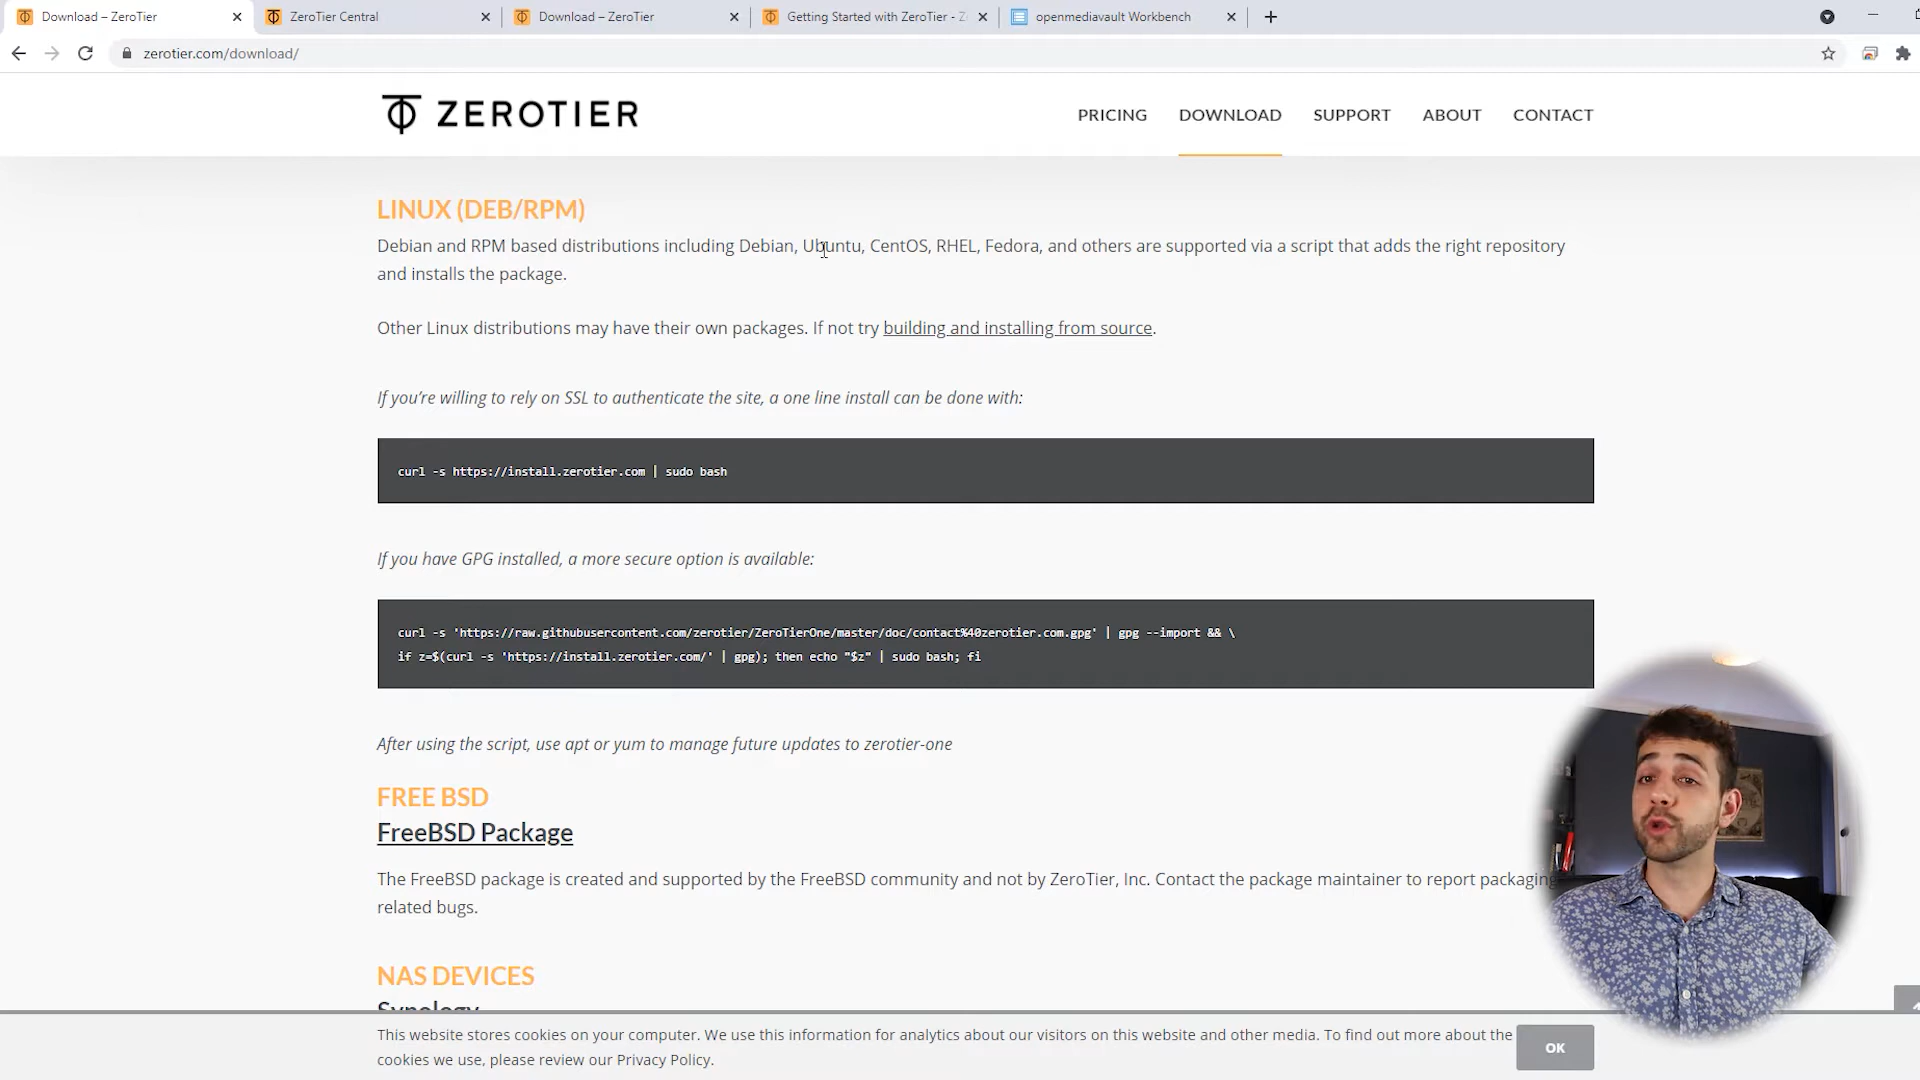 Download – ZeroTier
ZeroTier Central
Download – ZeroTier
Getting Started with ZeroTier - Z
openmediavault Workbench
zerotier.com/download/
ZEROTIER
PRICING
DOWNLOAD
SUPPORT
ABOUT
CONTACT
LINUX (DEB/RPM)
Debian and RPM based distributions including Debian, Ubuntu, CentOS, RHEL, Fedora, and others are supported via a script that adds the right repository
and installs the package.
Other Linux distributions may have their own packages. If not try building and installing from source.
If you’re willing to rely on SSL to authenticate the site, a one line install can be done with:
curl -s https://install.zerotier.com | sudo bash
If you have GPG installed, a more secure option is available:
curl -s 'https://raw.githubusercontent.com/zerotier/ZeroTierOne/master/doc/contact%40zerotier.com.gpg' | gpg --import && \
if z=$(curl -s 'https://install.zerotier.com/' | gpg); then echo "$z" | sudo bash; fi
After using the script, use apt or yum to manage future updates to zerotier-one
FREE BSD
FreeBSD Package
The FreeBSD package is created and supported by the FreeBSD community and not by ZeroTier, Inc. Contact the package maintainer to report packaging
related bugs.
NAS DEVICES
Synology
This website stores cookies on your computer. We use this information for analytics about our visitors on this website and other media. To find out more about the
cookies we use, please review our Privacy Policy.
OK